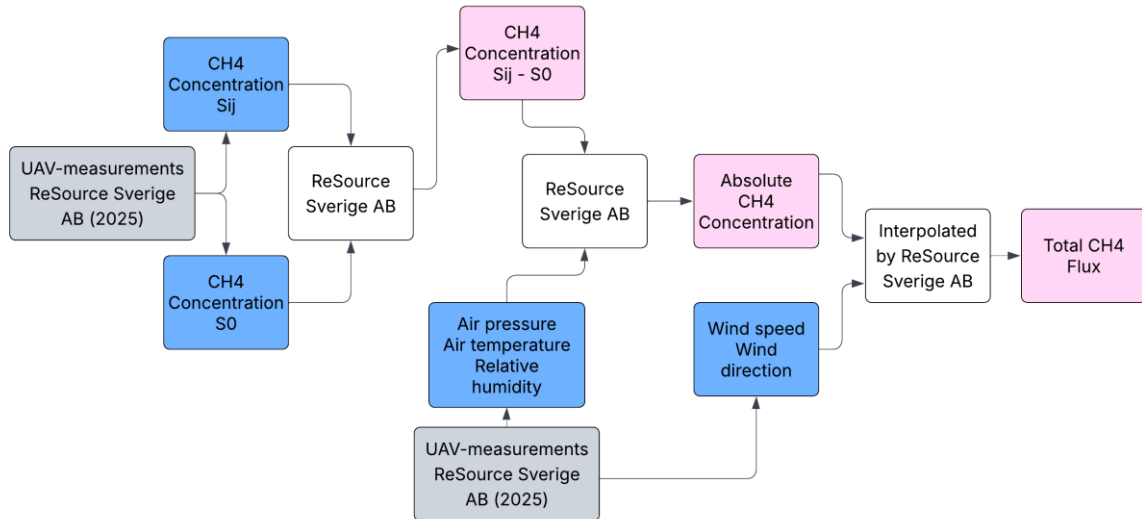 CH4
Concentration
Sij
CH4
Concentration
Sij - S0
UAV-measurements
ReSource Sverige
AB (2025)
ReSource
Sverige AB
ReSource
Sverige AB
Absolute
CH4
Concentration
Interpolated
by ReSource
Sverige AB
Total CH4
Flux
CH4
Concentration
S0
Air pressure
Air temperature
Relative
humidity
Wind speed
Wind
direction
UAV-measurements
ReSource Sverige
AB (2025)